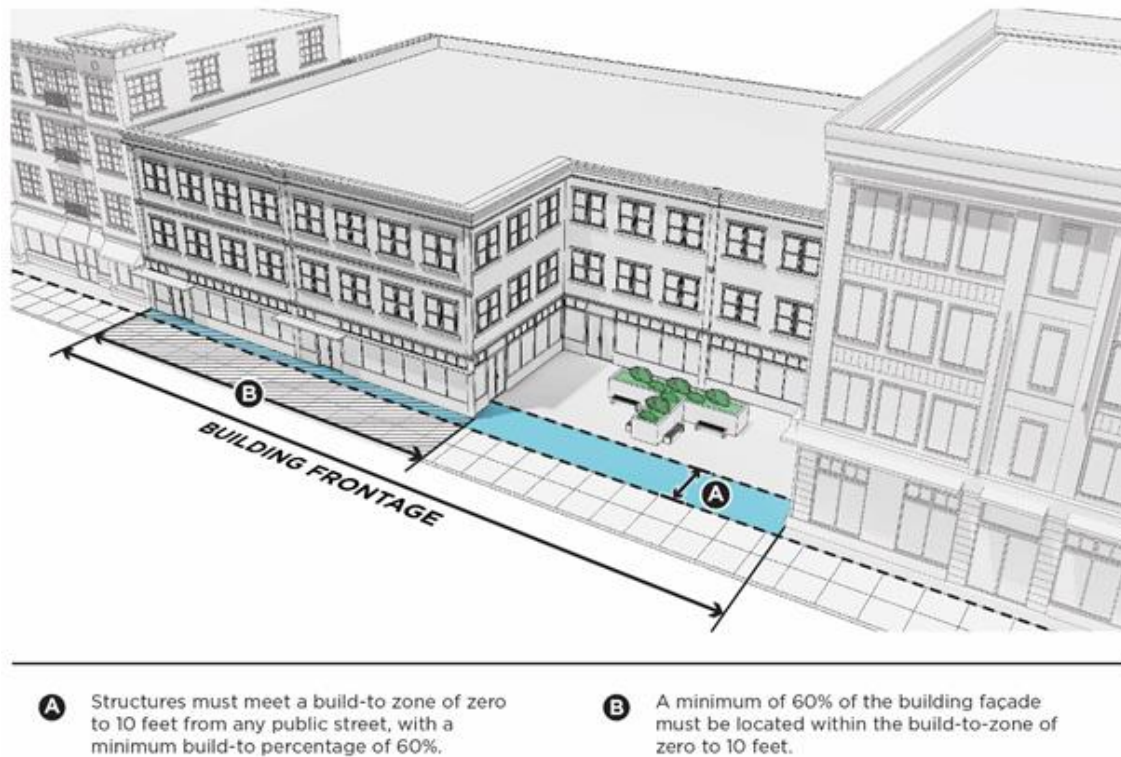 B
BUILDING FRONTAGE
A
A
Structures must meet a build-to zone of zero
to 10 feet from any public street, with a
minimum build-to percentage of 60%.
B
A minimum of 60% of the building façade
must be located within the build-to-zone of
zero to 10 feet.